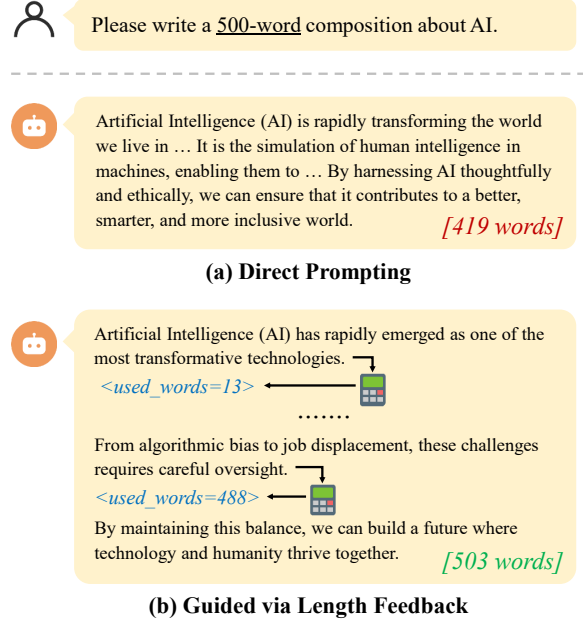 Please write a 500-word composition about AI.
Artificial Intelligence (AI) is rapidly transforming the world
we live in … It is the simulation of human intelligence in
machines, enabling them to … By harnessing AI thoughtfully
and ethically, we can ensure that it contributes to a better,
smarter, and more inclusive world.
[419 words]
(a) Direct Prompting
Artificial Intelligence (AI) has rapidly emerged as one of the
most transformative technologies.
<used_words=13>
.......
From algorithmic bias to job displacement, these challenges
requires careful oversight.
<used_words=488>
By maintaining this balance, we can build a future where
technology and humanity thrive together.
[503 words]
(b) Guided via Length Feedback